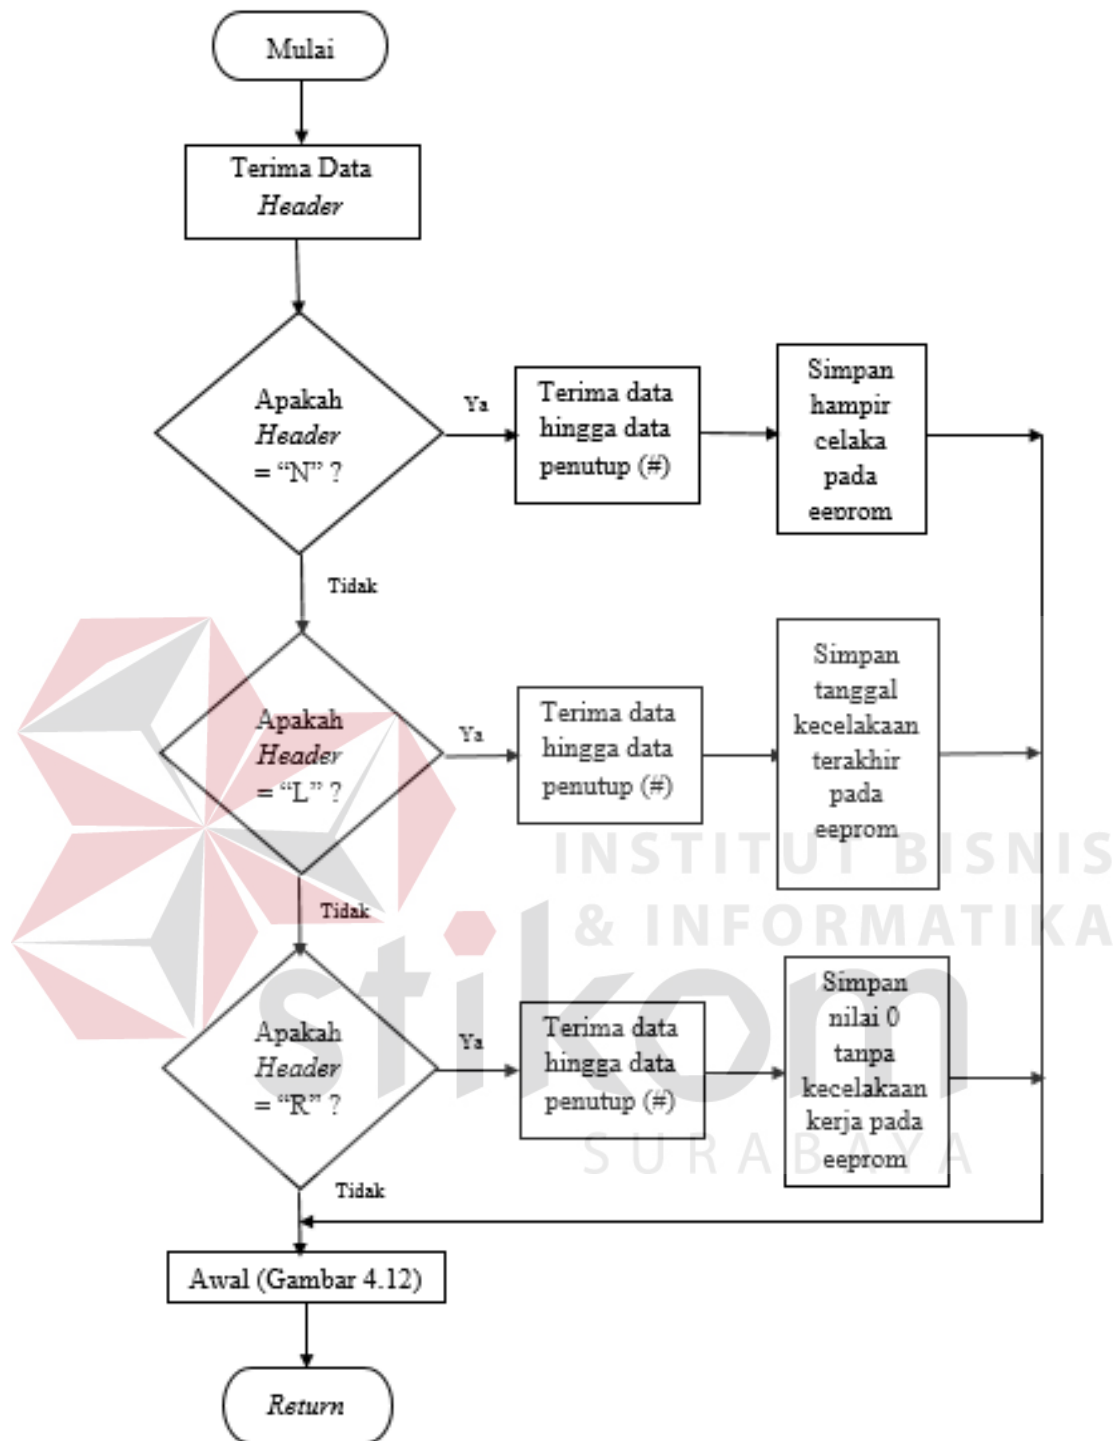 Mulai
Terima Data
Header
Apakah
Header
= “N” ?
Ya
Terima data
hingga data
penutup (#)
Simpan
hampir
celaka
pada
eeprom
Tidak
Apakah
Header
= “L” ?
Ya
Terima data
hingga data
penutup (#)
Simpan
tanggal
kecelakaan
terakhir
pada
eeprom
Tidak
Apakah
Header
= “R” ?
Ya
Terima data
hingga data
penutup (#)
Simpan
nilai 0
tanpa
kecelakaan
kerja pada
eeprom
Tidak
Awal (Gambar 4.12)
Return
INSTITUT BISNIS
& INFORMATIKA
stikom
SURABAYA